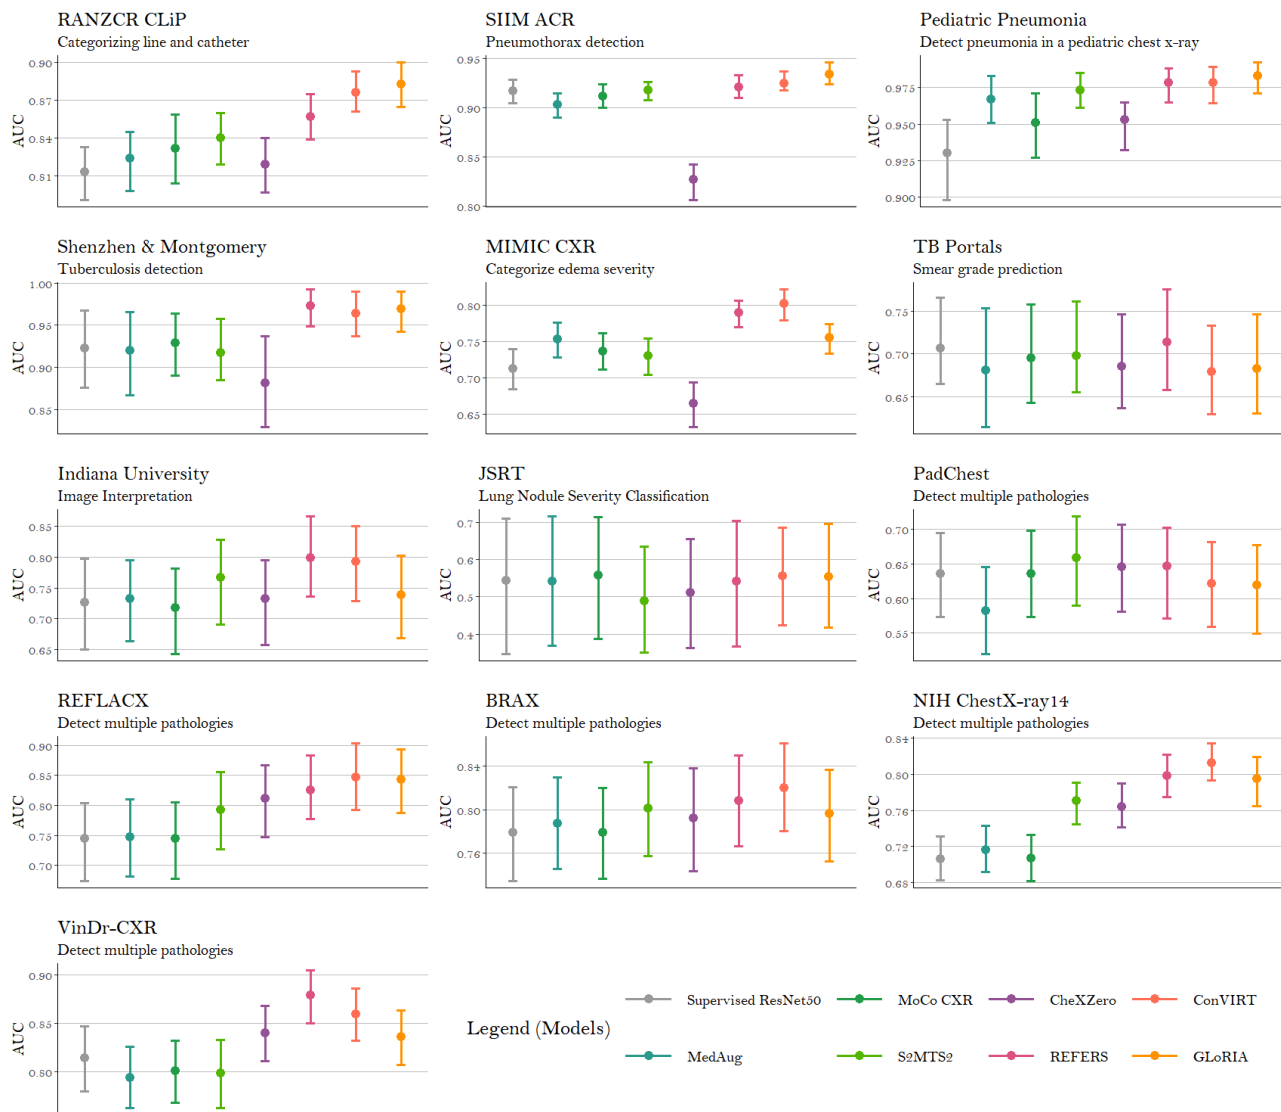 RANZCR CLiP
Categorizing line and catheter
AUC
0.90
0.87
0.84
0.81
SIIM ACR
Pneumothorax detection
AUC
0.95
0.90
0.85
0.80
Pediatric Pneumonia
Detect pneumonia in a pediatric chest x-ray
AUC
0.975
0.950
0.925
0.900
Shenzhen & Montgomery
Tuberculosis detection
AUC
1.00
0.95
0.90
0.85
MIMIC CXR
Categorize edema severity
AUC
0.80
0.75
0.70
0.65
TB Portals
Smear grade prediction
AUC
0.75
0.70
0.65
Indiana University
Image Interpretation
AUC
0.85
0.80
0.75
0.70
0.65
JSRT
Lung Nodule Severity Classification
AUC
0.7
0.6
0.5
0.4
PadChest
Detect multiple pathologies
AUC
0.70
0.65
0.60
0.55
REFLACX
Detect multiple pathologies
AUC
0.90
0.85
0.80
0.75
0.70
BRAX
Detect multiple pathologies
AUC
0.84
0.80
0.76
NIH ChestX-ray14
Detect multiple pathologies
AUC
0.84
0.80
0.76
0.72
0.68
VinDr-CXR
Detect multiple pathologies
AUC
0.90
0.85
0.80
Legend (Models)
Supervised ResNet50
MoCo CXR
CheXZero
ConVIRT
MedAug
S2MTS2
REFERS
GLoRIA